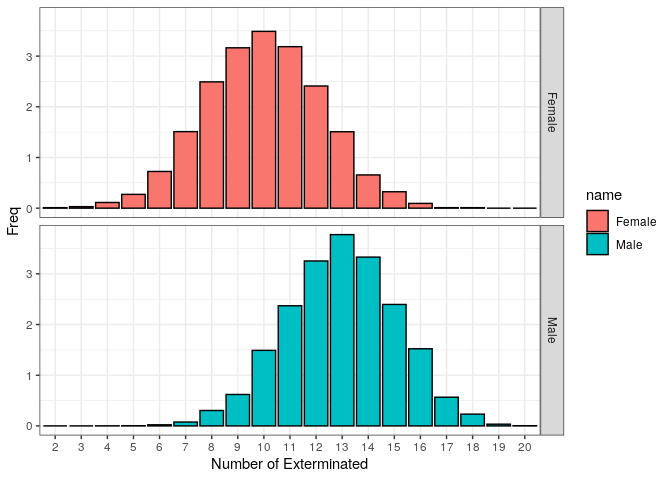 3
2
1
0
Female
3
2
1
0
Male
Freq
2 3 4 5 6 7 8 9 10 11 12 13 14 15 16 17 18 19 20
Number of Exterminated
name
Female
Male